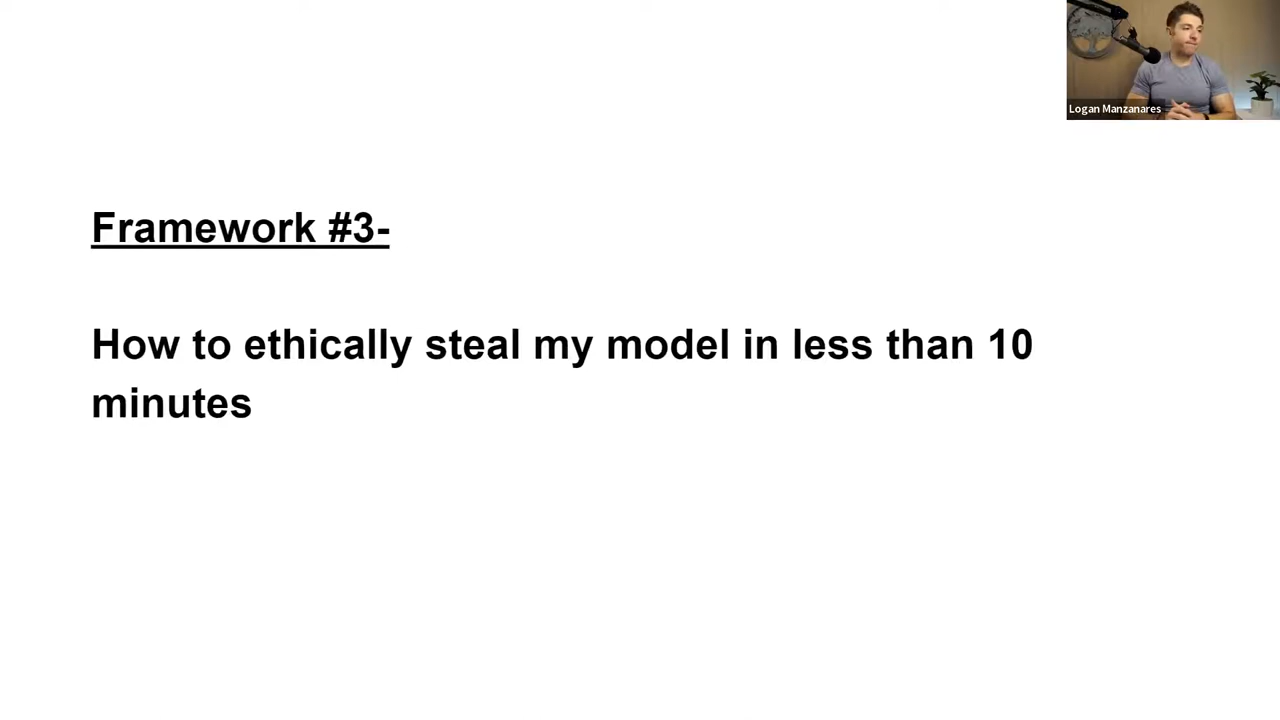 Logan Manzanares
Framework #3-
How to ethically steal my model in less than 10
minutes